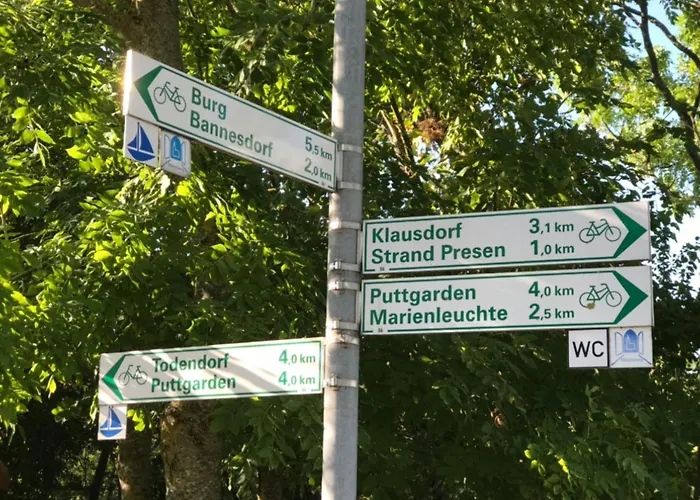 Burg 5,5 km
Bannesdorf 2,0 km
Klausdorf 3,1 km
Strand Presen 1,0 km
Puttgarden 4,0 km
Marienleuchte 2,5 km
WC
Todendorf 4,0 km
Puttgarden 4,0 km